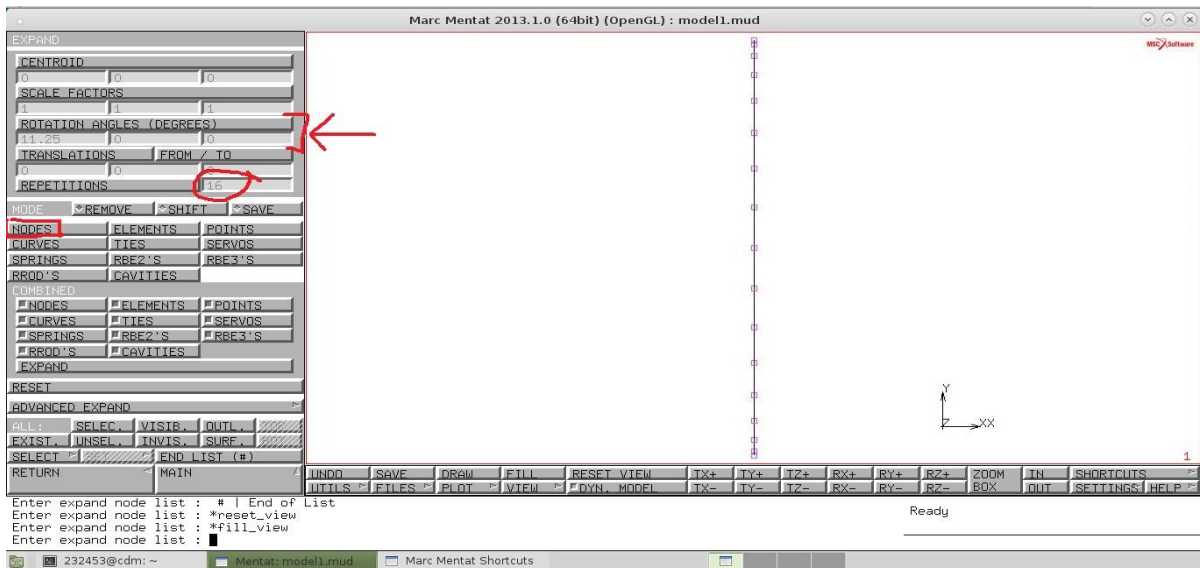 Marc Mentat 2013.1.0 (64bit) (OpenGL) : model1.mud
EXPAND
CENTROID
0 0 0
SCALE FACTORS
1 1 1
ROTATION ANGLES (DEGREES)
11.25 0 0
TRANSLATIONS FROM / TO
0 0
REPETITIONS 16
MODE REMOVE SHIFT SAVE
NODES ELEMENTS POINTS
CURVES TIES SERVOS
SPRINGS RBE2'S RBE3'S
RROD'S CAVITIES
COMBINED
NODES ELEMENTS POINTS
CURVES TIES SERVOS
SPRINGS RBE2'S RBE3'S
RROD'S CAVITIES
EXPAND
RESET
ADVANCED EXPAND
ALL: SELEC. VISIB. OUTL.
EXIST. UNSEL. INVIS. SURF.
SELECT END LIST (#)
RETURN MAIN
MSC Software
Y
Z XX
1
UNDO SAVE DRAW FILL RESET VIEW TX+ TY+ TZ+ RX+ RY+ RZ+ ZOOM IN SHORTCUTS
UTILS FILES PLOT VIEW DYN. MODEL TX- TY- TZ- RX- RY- RZ- BOX OUT SETTINGS HELP
Enter expand node list : # | End of List
Enter expand node list : *reset_view
Enter expand node list : *fill_view
Enter expand node list :
Ready
232453@cdm: ~ Mentat: model1.mud Marc Mentat Shortcuts